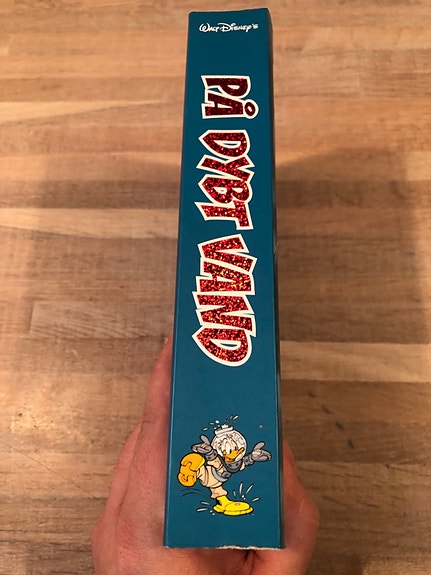 WALT DISNEY'S
PÅ DYBT VAND